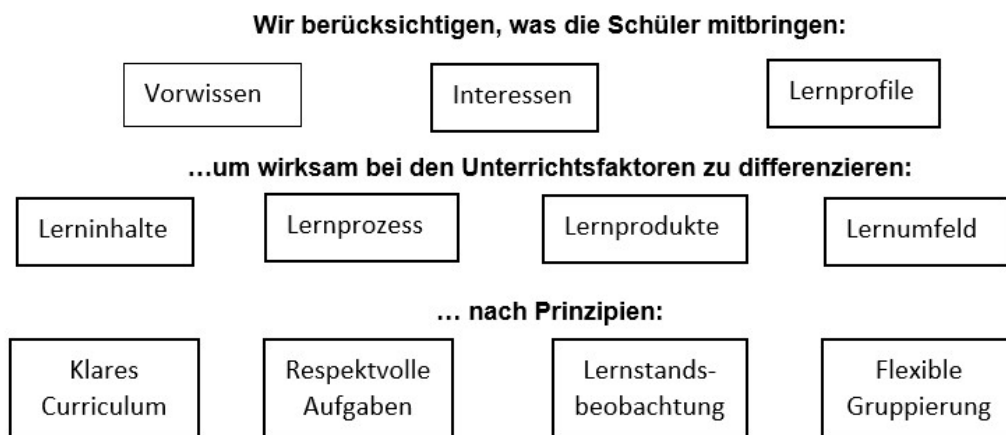 Wir berücksichtigen, was die Schüler mitbringen:
Vorwissen
Interessen
Lernprofile
...um wirksam bei den Unterrichtsfaktoren zu differenzieren:
Lerninhalte
Lernprozess
Lernprodukte
Lernumfeld
... nach Prinzipien:
Klares
Curriculum
Respektvolle
Aufgaben
Lernstands-
beobachtung
Flexible
Gruppierung